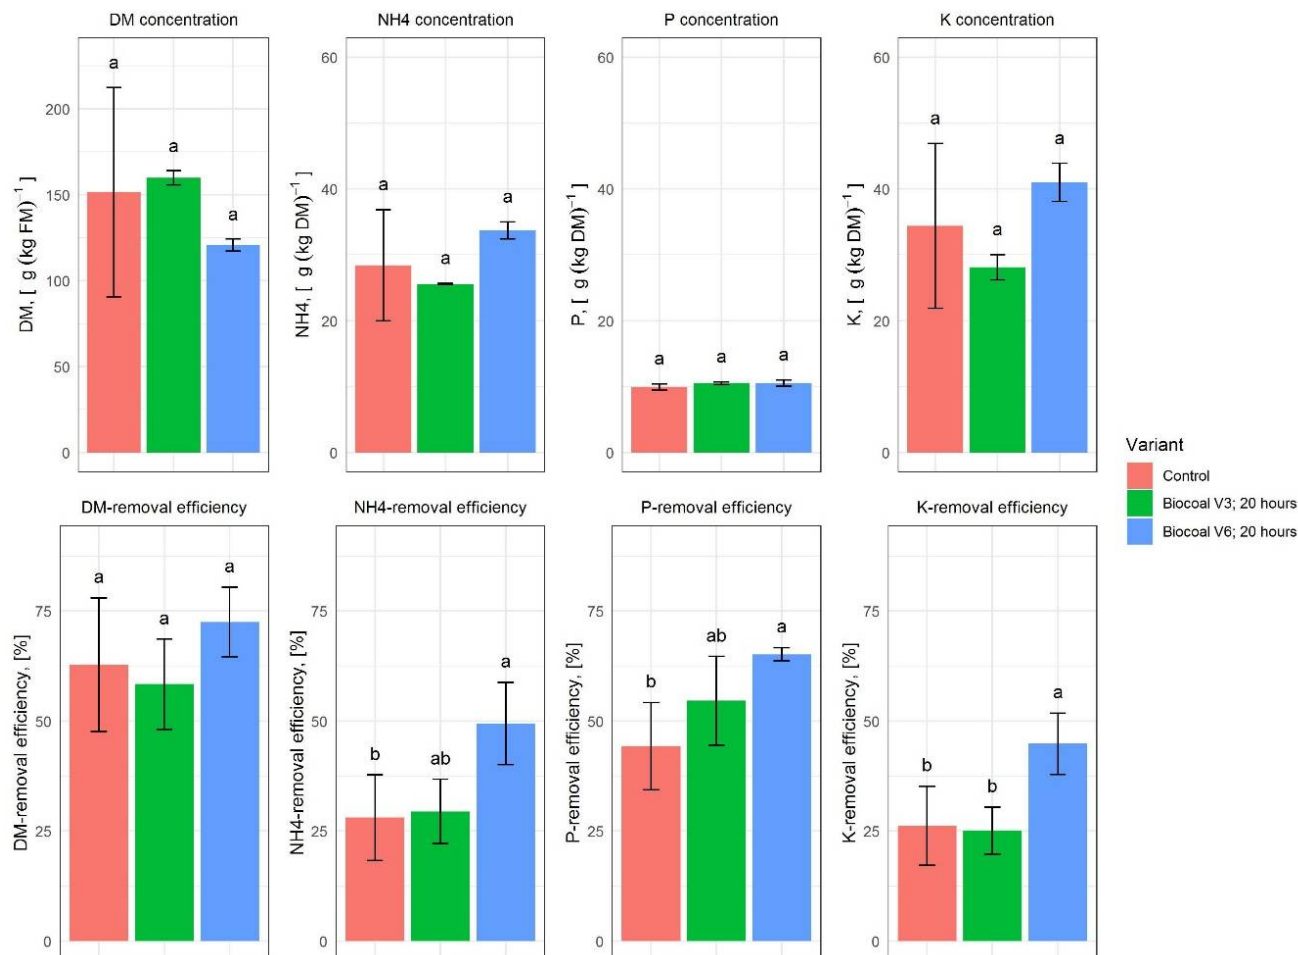 DM concentration
NH4 concentration
P concentration
K concentration
DM, [ g (kg FM)⁻¹ ]
200
150
100
50
0
a
a
a
NH4, [ g (kg DM)⁻¹ ]
60
40
20
0
a
a
a
P, [ g (kg DM)⁻¹ ]
60
40
20
0
a
a
a
K, [ g (kg DM)⁻¹ ]
60
40
20
0
a
a
a
Variant
Control
Biocoal V3; 20 hours
Biocoal V6; 20 hours
DM-removal efficiency
NH4-removal efficiency
P-removal efficiency
K-removal efficiency
DM-removal efficiency, [%]
75
50
25
0
a
a
a
NH4-removal efficiency, [%]
75
50
25
0
b
ab
a
P-removal efficiency, [%]
75
50
25
0
b
ab
a
K-removal efficiency, [%]
75
50
25
0
b
b
a